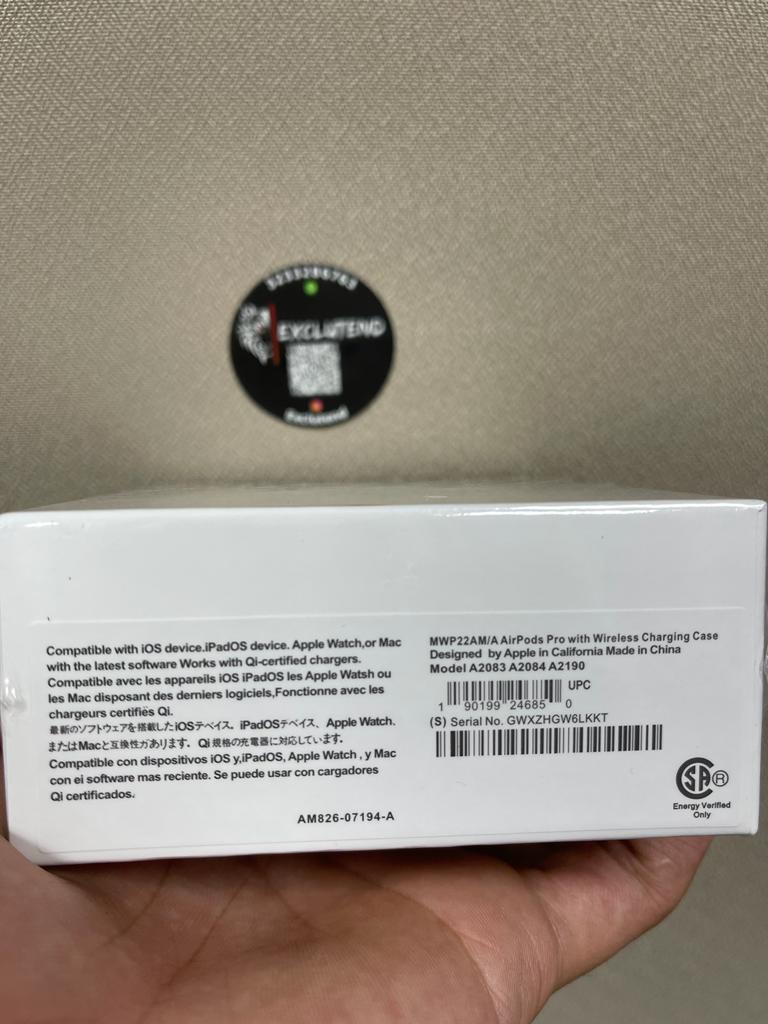 3233286763
EXCLUTEND
Exclutend
Compatible with iOS device.iPadOS device. Apple Watch,or Mac
with the latest software Works with Qi-certified chargers.
Compatible avec les appareils iOS iPadOS les Apple Watsh ou
les Mac disposant des derniers logiciels,Fonctionne avec les
chargeurs certifiés Qi.
最新のソフトウェアを搭載したiOSテベイス。iPadOSテベイス、Apple Watch.
またはMacと互換性があります。Qi 規格の充電器に対応しています。
Compatible con dispositivos iOS y,iPadOS, Apple Watch , y Mac
con ei software mas reciente. Se puede usar con cargadores
Qi certificados.
AM826-07194-A
MWP22AM/A AirPods Pro with Wireless Charging Case
Designed by Apple in California Made in China
Model A2083 A2084 A2190
UPC
1 90199 24685 0
(S) Serial No. GWXZHGW6LKKT
SA ®
Energy Verified
Only